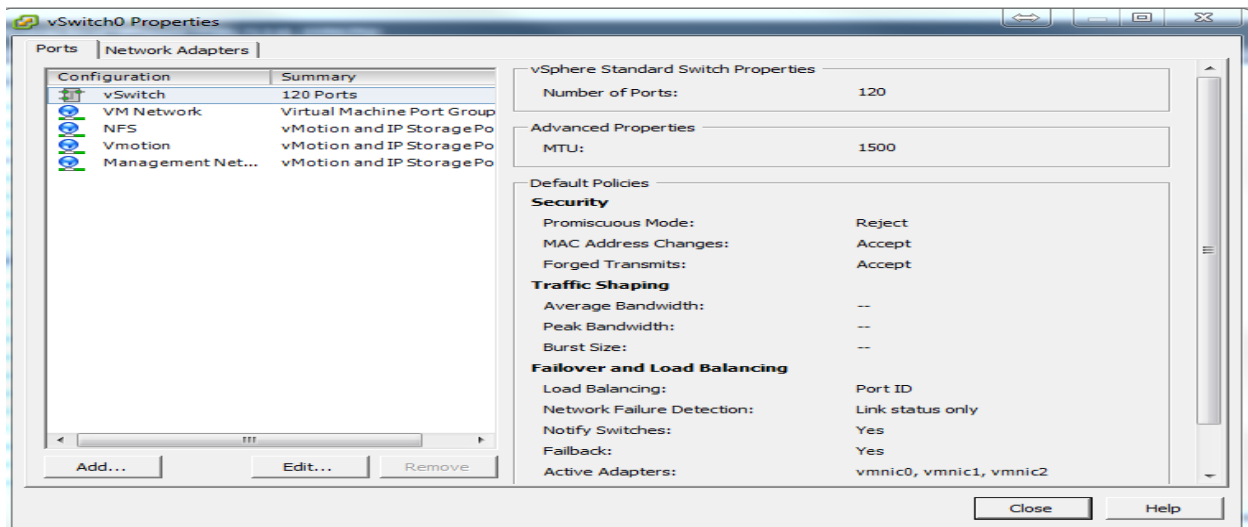 vSwitch0 Properties
Ports
Network Adapters
Configuration Summary
vSwitch 120 Ports
VM Network Virtual Machine Port Group
NFS vMotion and IP Storage Po
Vmotion vMotion and IP Storage Po
Management Net... vMotion and IP Storage Po
Add... Edit... Remove
vSphere Standard Switch Properties
Number of Ports: 120
Advanced Properties
MTU: 1500
Default Policies
Security
Promiscuous Mode: Reject
MAC Address Changes: Accept
Forged Transmits: Accept
Traffic Shaping
Average Bandwidth: --
Peak Bandwidth: --
Burst Size: --
Failover and Load Balancing
Load Balancing: Port ID
Network Failure Detection: Link status only
Notify Switches: Yes
Failback: Yes
Active Adapters: vmnic0, vmnic1, vmnic2
Close Help